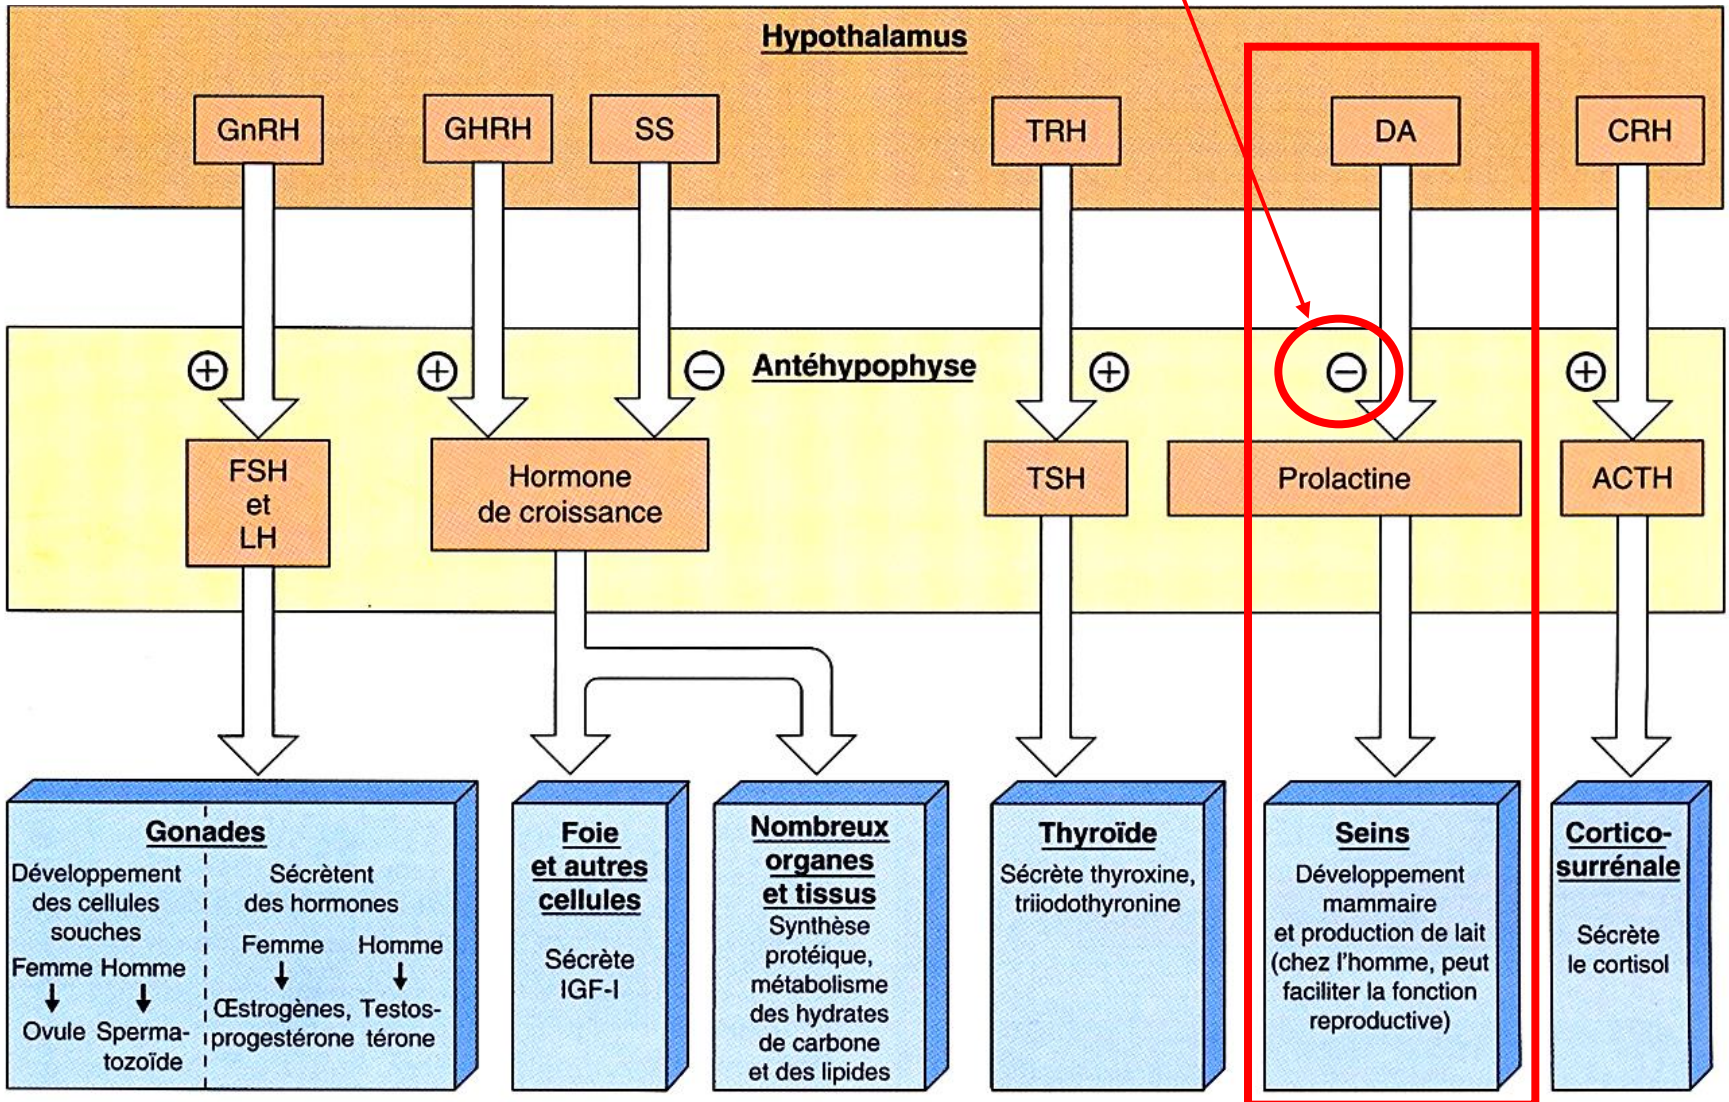 Hypothalamus
GnRH
GHRH
SS
TRH
DA
CRH
+
+
−
Antéhypophyse
+
−
+
FSH
et
LH
Hormone
de croissance
TSH
Prolactine
ACTH
Gonades
Développement
des cellules
souches
Femme Homme
Ovule Sperma-
tozoïde
Sécrètent
des hormones
Femme Homme
Œstrogènes, Testos-
progestérone térone
Foie
et autres
cellules
Sécrète
IGF-I
Nombreux
organes
et tissus
Synthèse
protéique,
métabolisme
des hydrates
de carbone
et des lipides
Thyroïde
Sécrète thyroxine,
triiodothyronine
Seins
Développement
mammaire
et production de lait
(chez l'homme, peut
faciliter la fonction
reproductive)
Cortico-
surrénale
Sécrète
le cortisol